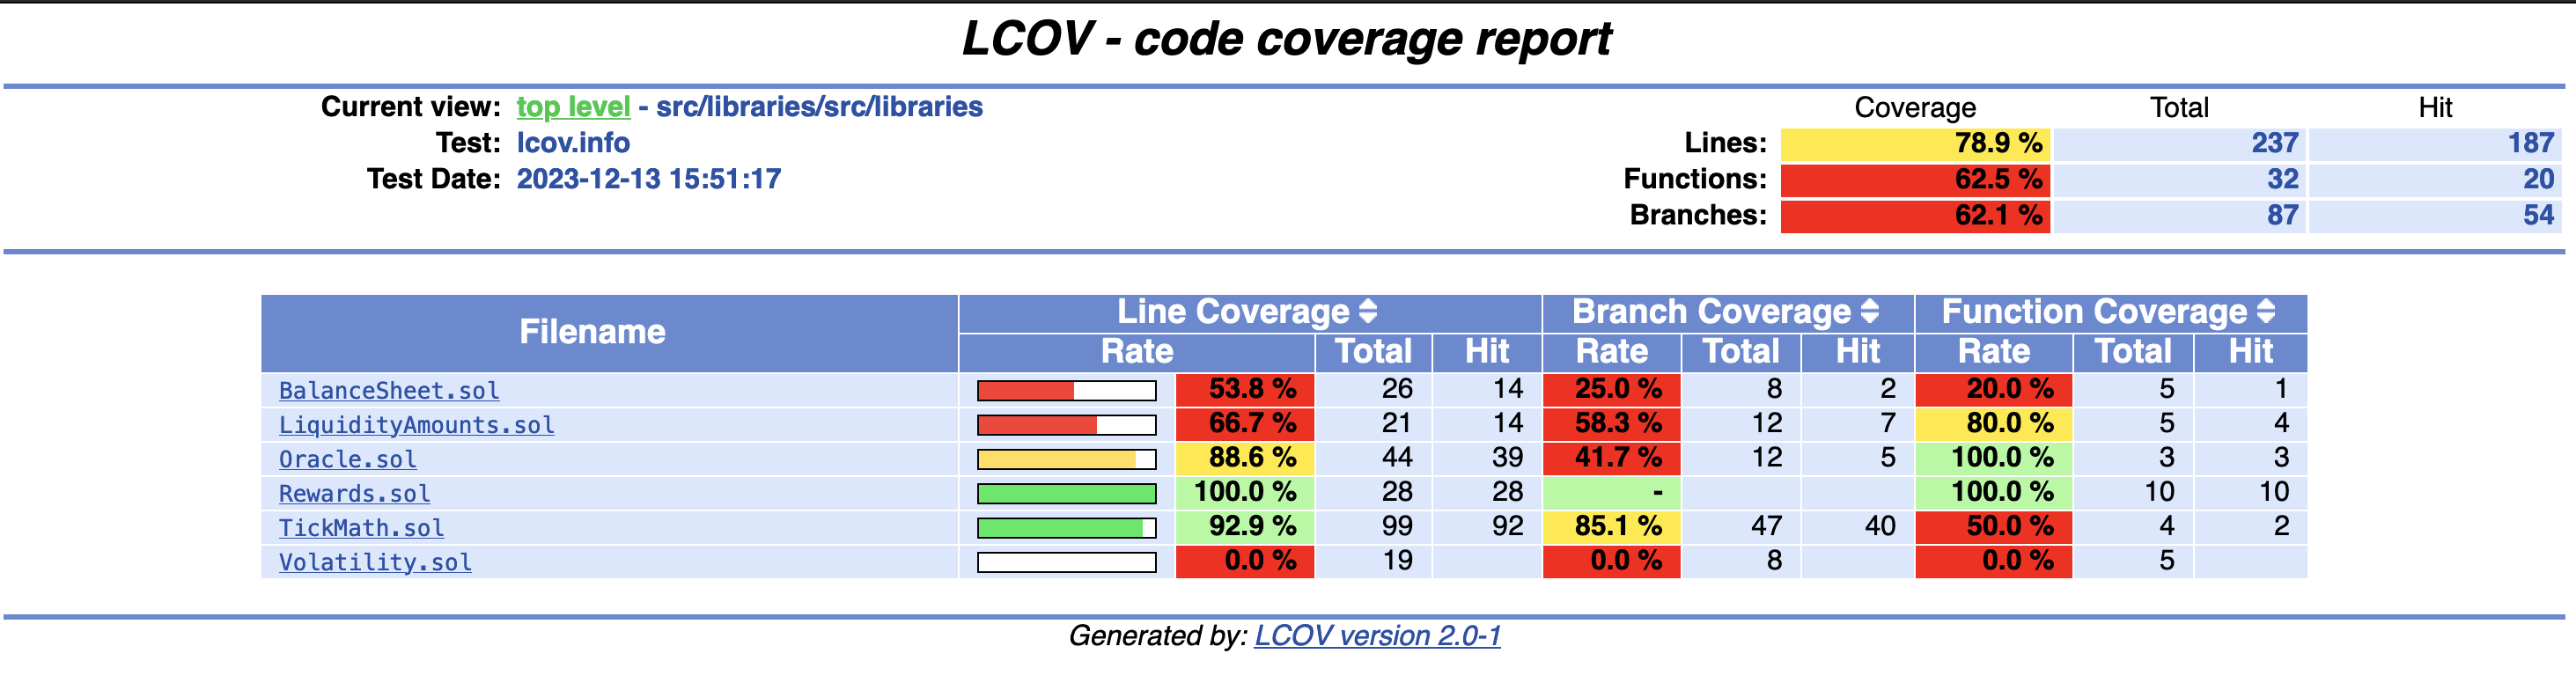 LCOV - code coverage report
Current view: top level - src/libraries/src/libraries
Test: lcov.info
Test Date: 2023-12-13 15:51:17
Coverage Total Hit
Lines: 78.9 % 237 187
Functions: 62.5 % 32 20
Branches: 62.1 % 87 54
Filename Line Coverage Branch Coverage Function Coverage
Rate Total Hit Rate Total Hit Rate Total Hit
BalanceSheet.sol 53.8 % 26 14 25.0 % 8 2 20.0 % 5 1
LiquidityAmounts.sol 66.7 % 21 14 58.3 % 12 7 80.0 % 5 4
Oracle.sol 88.6 % 44 39 41.7 % 12 5 100.0 % 3 3
Rewards.sol 100.0 % 28 28 - 100.0 % 10 10
TickMath.sol 92.9 % 99 92 85.1 % 47 40 50.0 % 4 2
Volatility.sol 0.0 % 19 0.0 % 8 0.0 % 5
Generated by: LCOV version 2.0-1